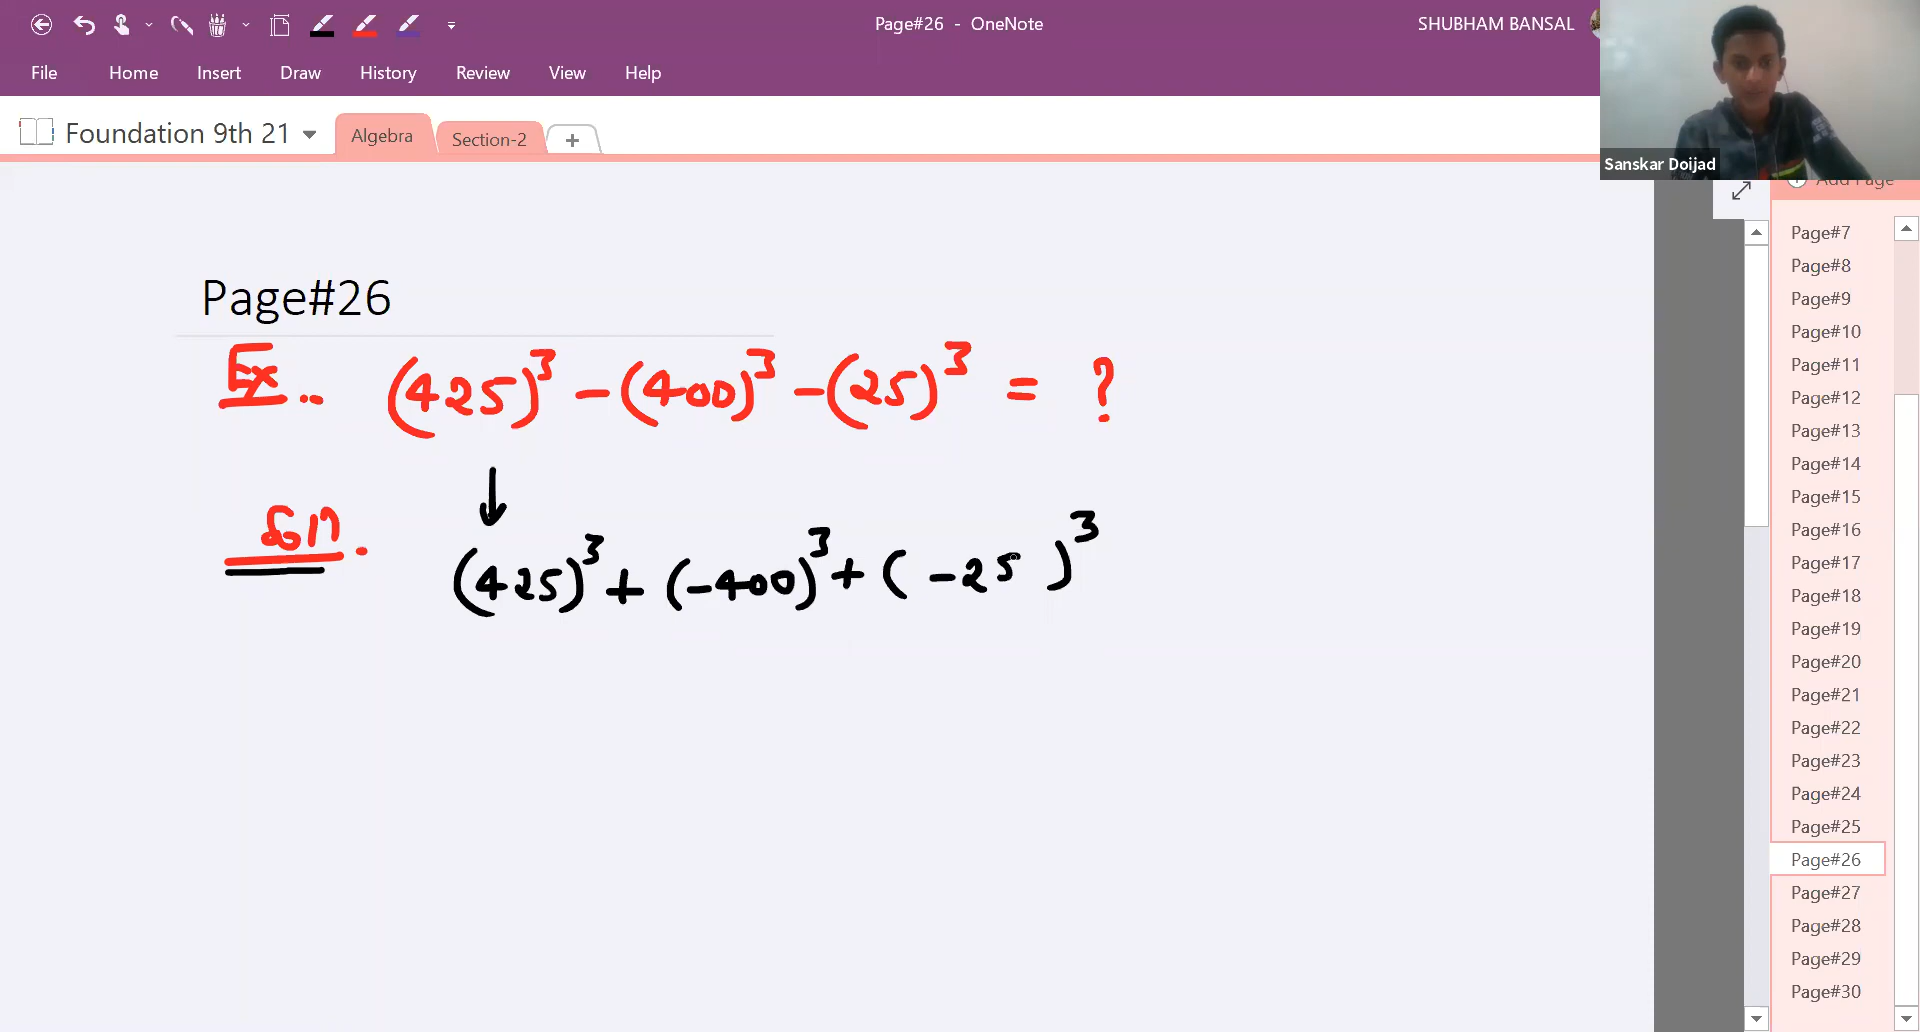 Page#26 - OneNote
SHUBHAM BANSAL
File Home Insert Draw History Review View Help
Foundation 9th 21
Algebra
Section-2
Sanskar Doijad
Add Page
Page#26
Ex..
(425)³ – (400)³ – (25)³ = ?
Soln.
(425)³ + (-400)³ + ( -25 )³
Page#7
Page#8
Page#9
Page#10
Page#11
Page#12
Page#13
Page#14
Page#15
Page#16
Page#17
Page#18
Page#19
Page#20
Page#21
Page#22
Page#23
Page#24
Page#25
Page#26
Page#27
Page#28
Page#29
Page#30